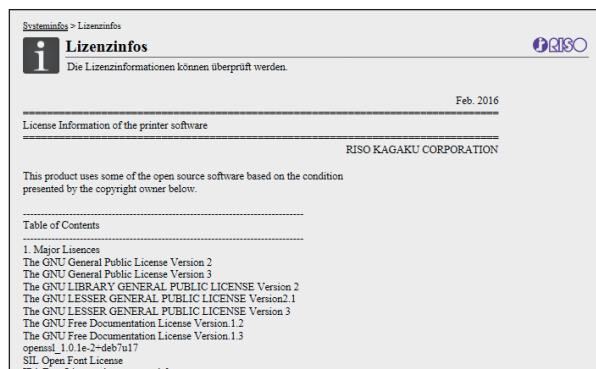 Systeminfos > Lizenzinfos
Lizenzinfos
RISO
Die Lizenzinformationen können überprüft werden.
Feb. 2016
================================================================
License Information of the printer software
================================================================
RISO KAGAKU CORPORATION
This product uses some of the open source software based on the condition
presented by the copyright owner below.
--------------------------------------------------------------------------------
Table of Contents
--------------------------------------------------------------------------------
1. Major Lisences
The GNU General Public License Version 2
The GNU General Public License Version 3
The GNU LIBRARY GENERAL PUBLIC LICENSE Version 2
The GNU LESSER GENERAL PUBLIC LICENSE Version2.1
The GNU LESSER GENERAL PUBLIC LICENSE Version 3
The GNU Free Documentation License Version.1.2
The GNU Free Documentation License Version.1.3
openssl_1.0.1e-2+deb7u17
SIL Open Font License